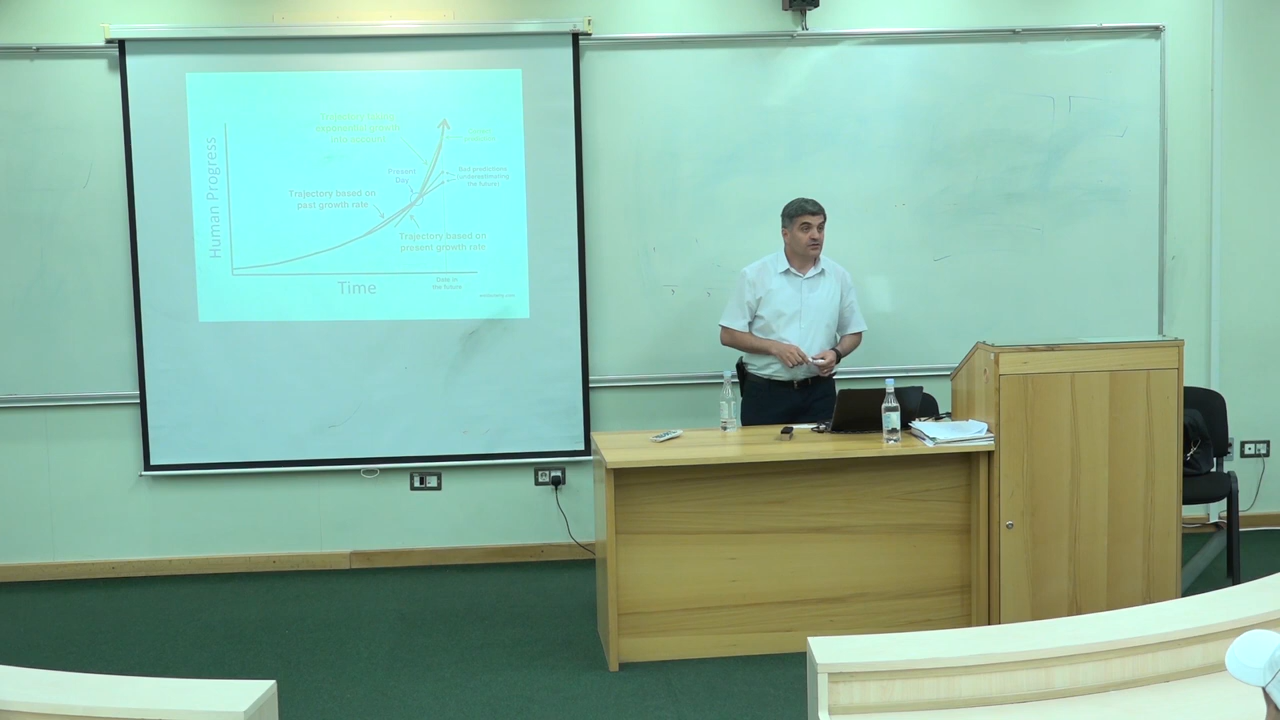 Human Progress
Trajectory taking
exponential growth
into account
Present
Day
Bad predictions
(underestimating
the future)
Trajectory based on
past growth rate
Trajectory based on
present growth rate
Time
Date in
the future